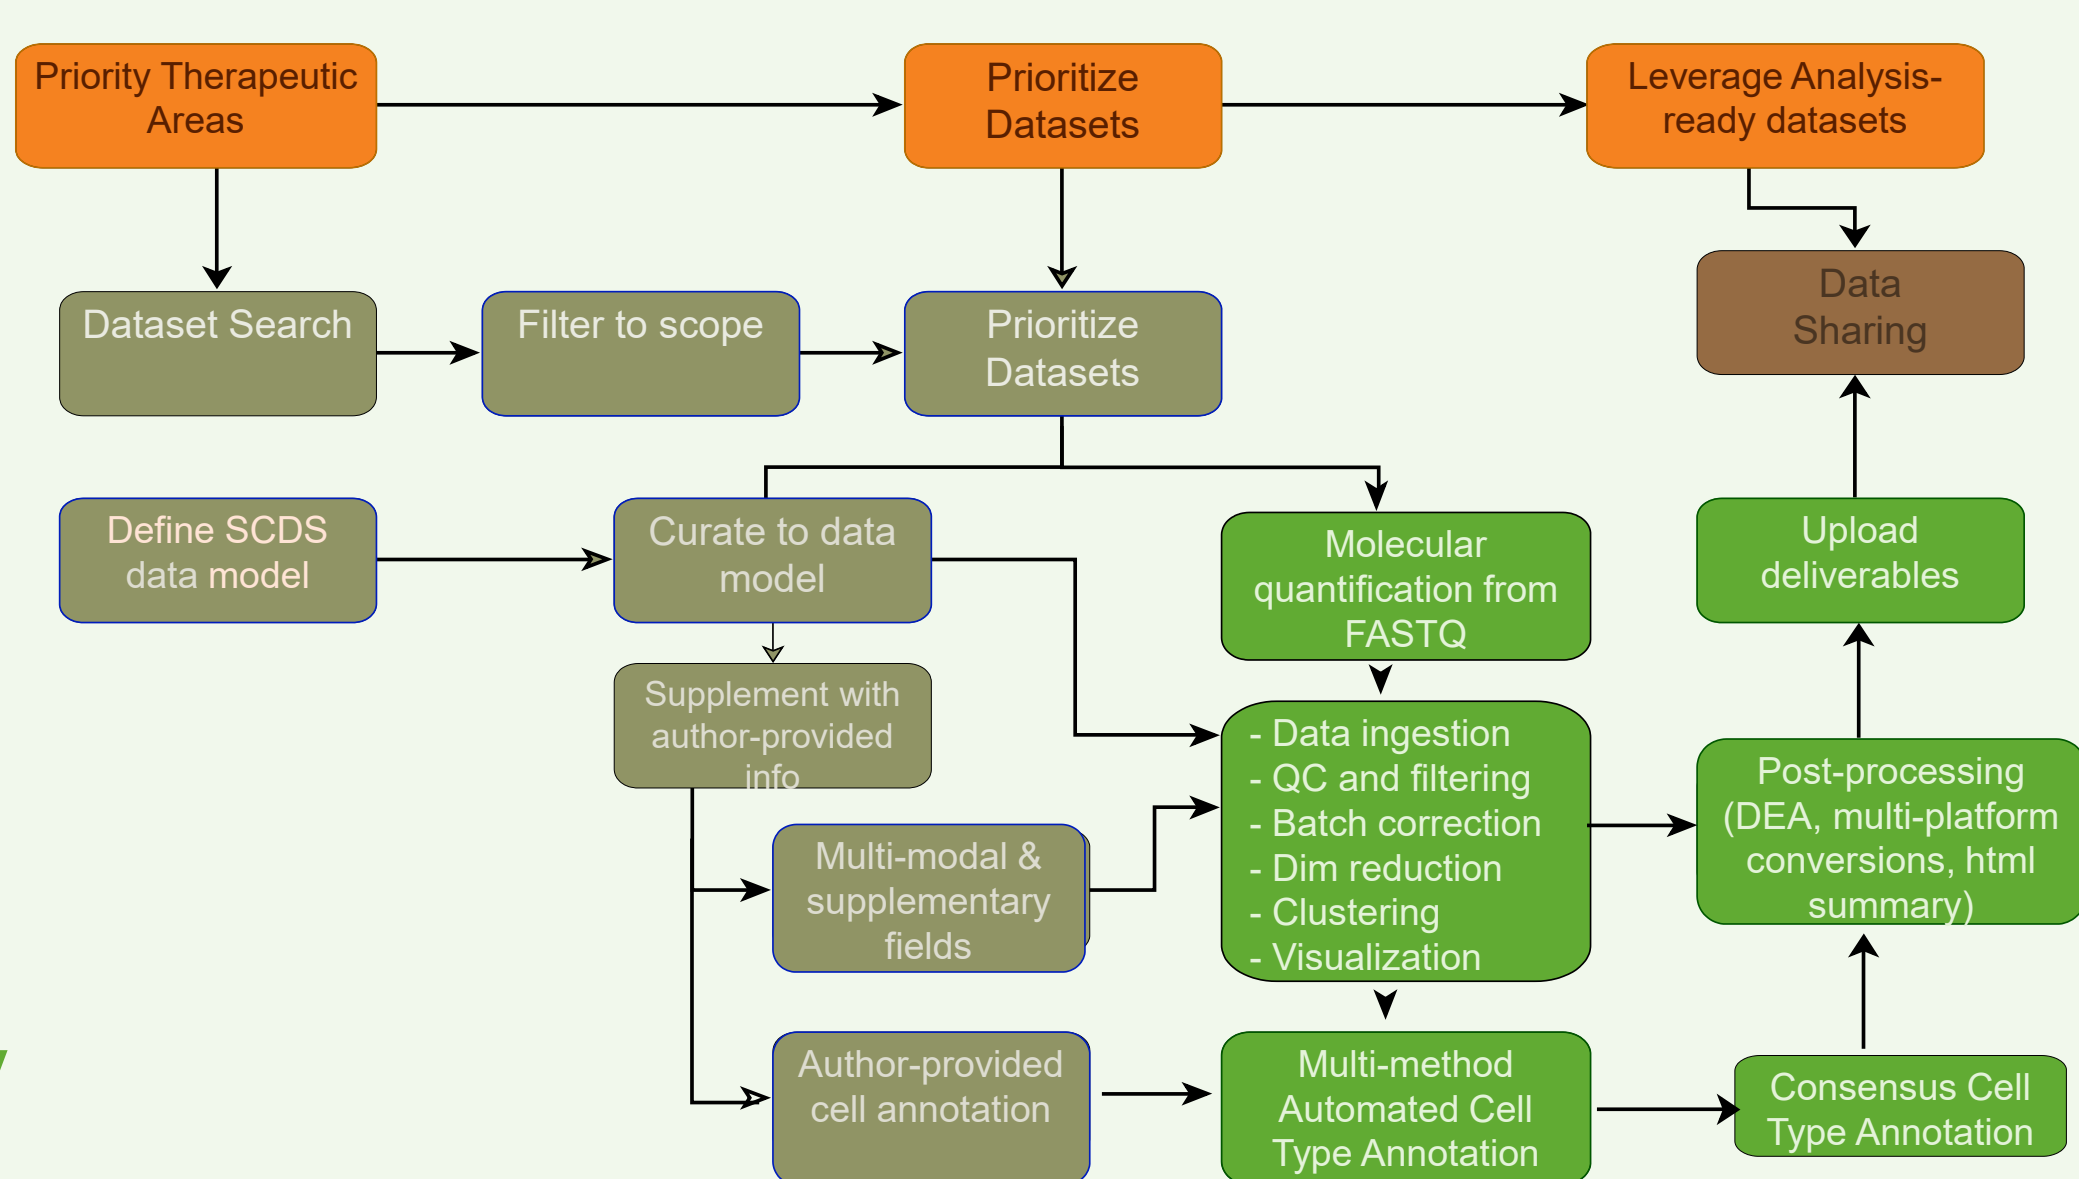 Priority Therapeutic
Areas
Prioritize
Datasets
Leverage Analysis-
ready datasets
Dataset Search
Filter to scope
Prioritize
Datasets
Data
Sharing
Define SCDS
data model
Curate to data
model
Molecular
quantification from
FASTQ
Upload
deliverables
Supplement with
author-provided
info
- Data ingestion
- QC and filtering
- Batch correction
- Dim reduction
- Clustering
- Visualization
Post-processing
(DEA, multi-platform
conversions, html
summary)
Multi-modal &
supplementary
fields
Author-provided
cell annotation
Multi-method
Automated Cell
Type Annotation
Consensus Cell
Type Annotation